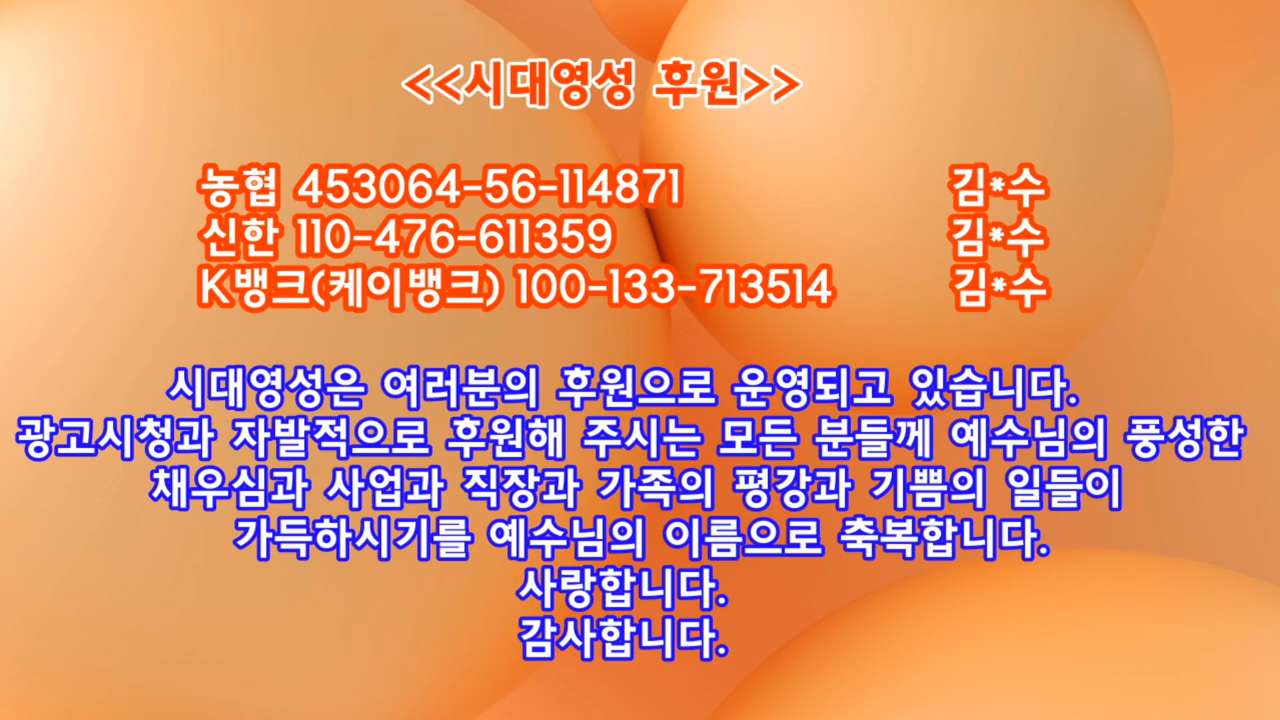 <<시대영성 후원>>
농협 453064-56-114871 김*수
신한 110-476-611359 김*수
K뱅크(케이뱅크) 100-133-713514 김*수
시대영성은 여러분의 후원으로 운영되고 있습니다.
광고시청과 자발적으로 후원해 주시는 모든 분들께 예수님의 풍성한
채우심과 사업과 직장과 가족의 평강과 기쁨의 일들이
가득하시기를 예수님의 이름으로 축복합니다.
사랑합니다.
감사합니다.